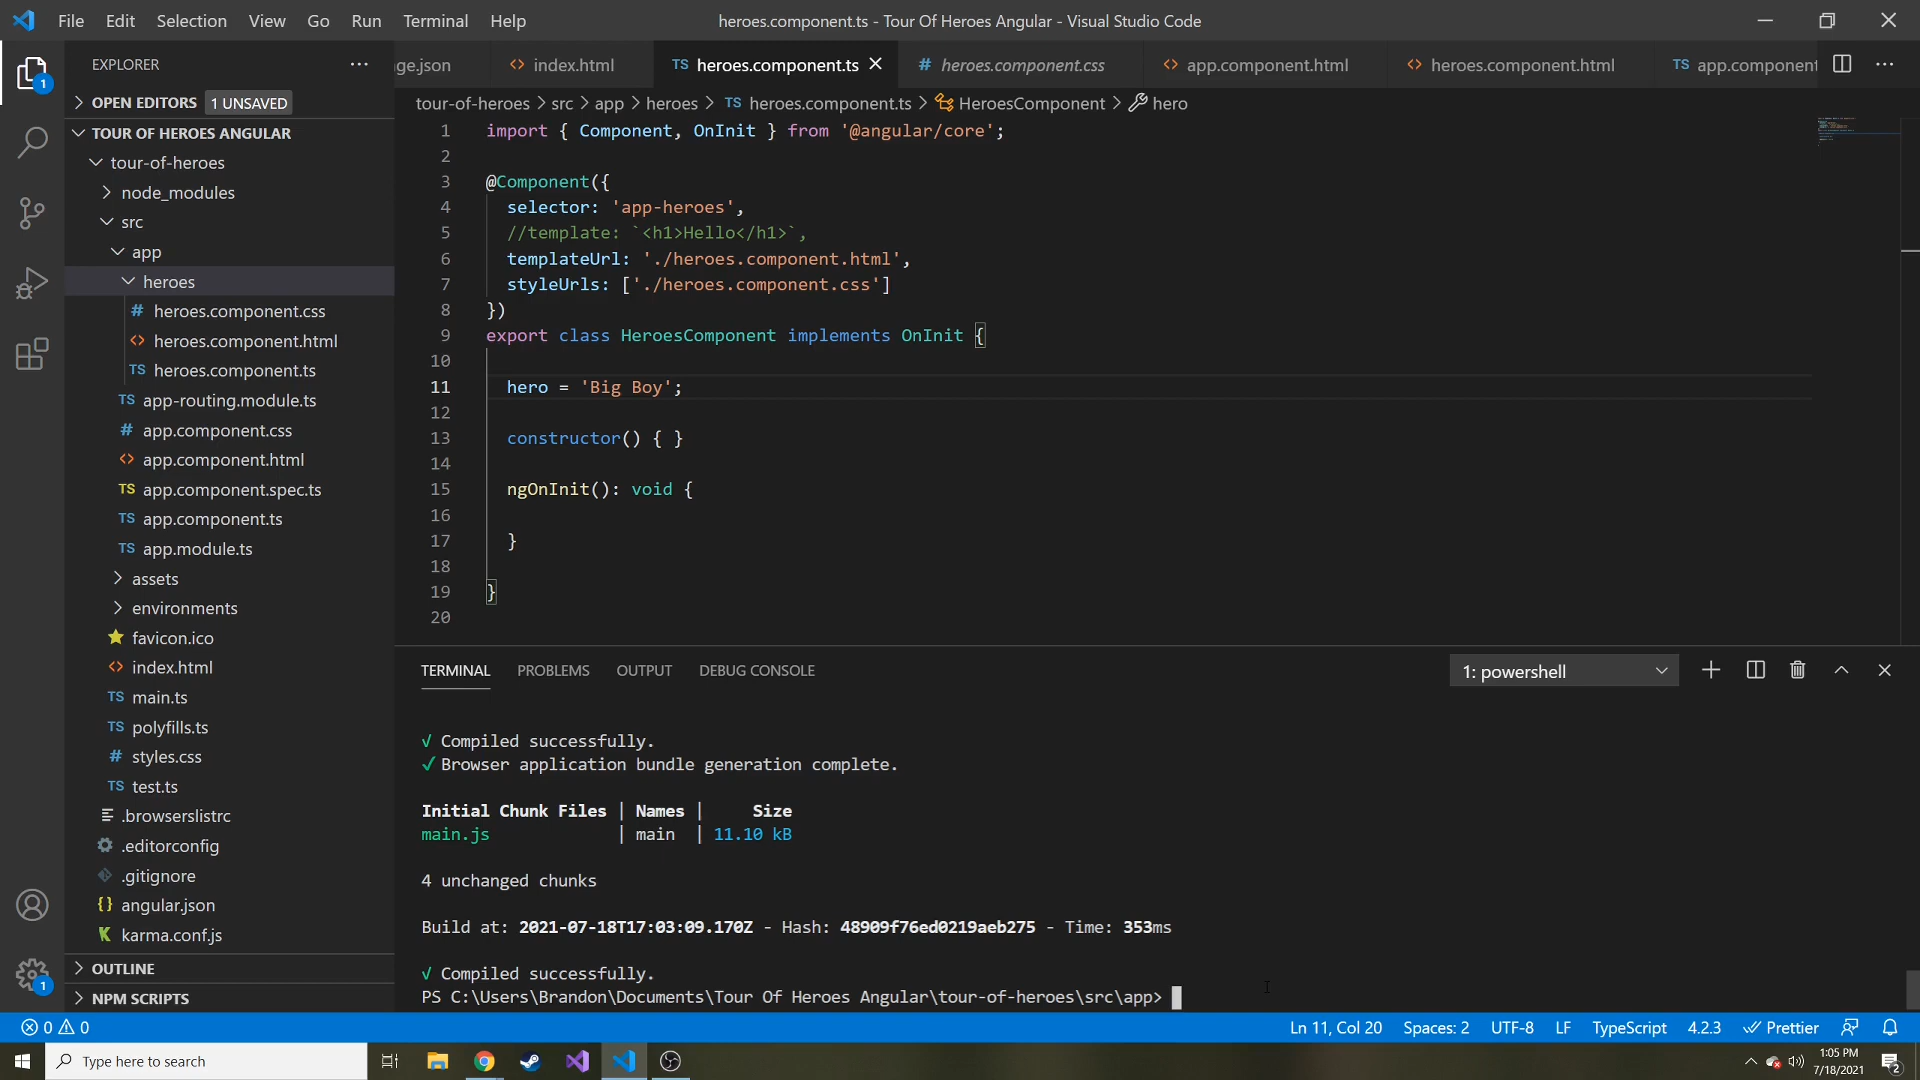 File Edit Selection View Go Run Terminal Help
heroes.component.ts - Tour Of Heroes Angular - Visual Studio Code
EXPLORER
ge.json
index.html
TS heroes.component.ts
# heroes.component.css
app.component.html
heroes.component.html
TS app.component
OPEN EDITORS 1 UNSAVED
TOUR OF HEROES ANGULAR
tour-of-heroes
node_modules
src
app
heroes
# heroes.component.css
heroes.component.html
TS heroes.component.ts
TS app-routing.module.ts
# app.component.css
app.component.html
TS app.component.spec.ts
TS app.component.ts
TS app.module.ts
assets
environments
favicon.ico
index.html
TS main.ts
TS polyfills.ts
# styles.css
TS test.ts
.browserslistrc
.editorconfig
.gitignore
{} angular.json
K karma.conf.js
OUTLINE
NPM SCRIPTS
1
1
tour-of-heroes > src > app > heroes > TS heroes.component.ts > HeroesComponent > hero
1 import { Component, OnInit } from '@angular/core';
2
3 @Component({
4 selector: 'app-heroes',
5 //template: `<h1>Hello</h1>`,
6 templateUrl: './heroes.component.html',
7 styleUrls: ['./heroes.component.css']
8 })
9 export class HeroesComponent implements OnInit {
10
11 hero = 'Big Boy';
12
13 constructor() { }
14
15 ngOnInit(): void {
16
17 }
18
19 }
20
TERMINAL PROBLEMS OUTPUT DEBUG CONSOLE
1: powershell
√ Compiled successfully.
✓ Browser application bundle generation complete.
Initial Chunk Files | Names | Size
main.js | main | 11.10 kB
4 unchanged chunks
Build at: 2021-07-18T17:03:09.170Z - Hash: 48909f76ed0219aeb275 - Time: 353ms
√ Compiled successfully.
PS C:\Users\Brandon\Documents\Tour Of Heroes Angular\tour-of-heroes\src\app>
0 0
Ln 11, Col 20 Spaces: 2 UTF-8 LF TypeScript 4.2.3 Prettier
Type here to search
1:05 PM
7/18/2021
2